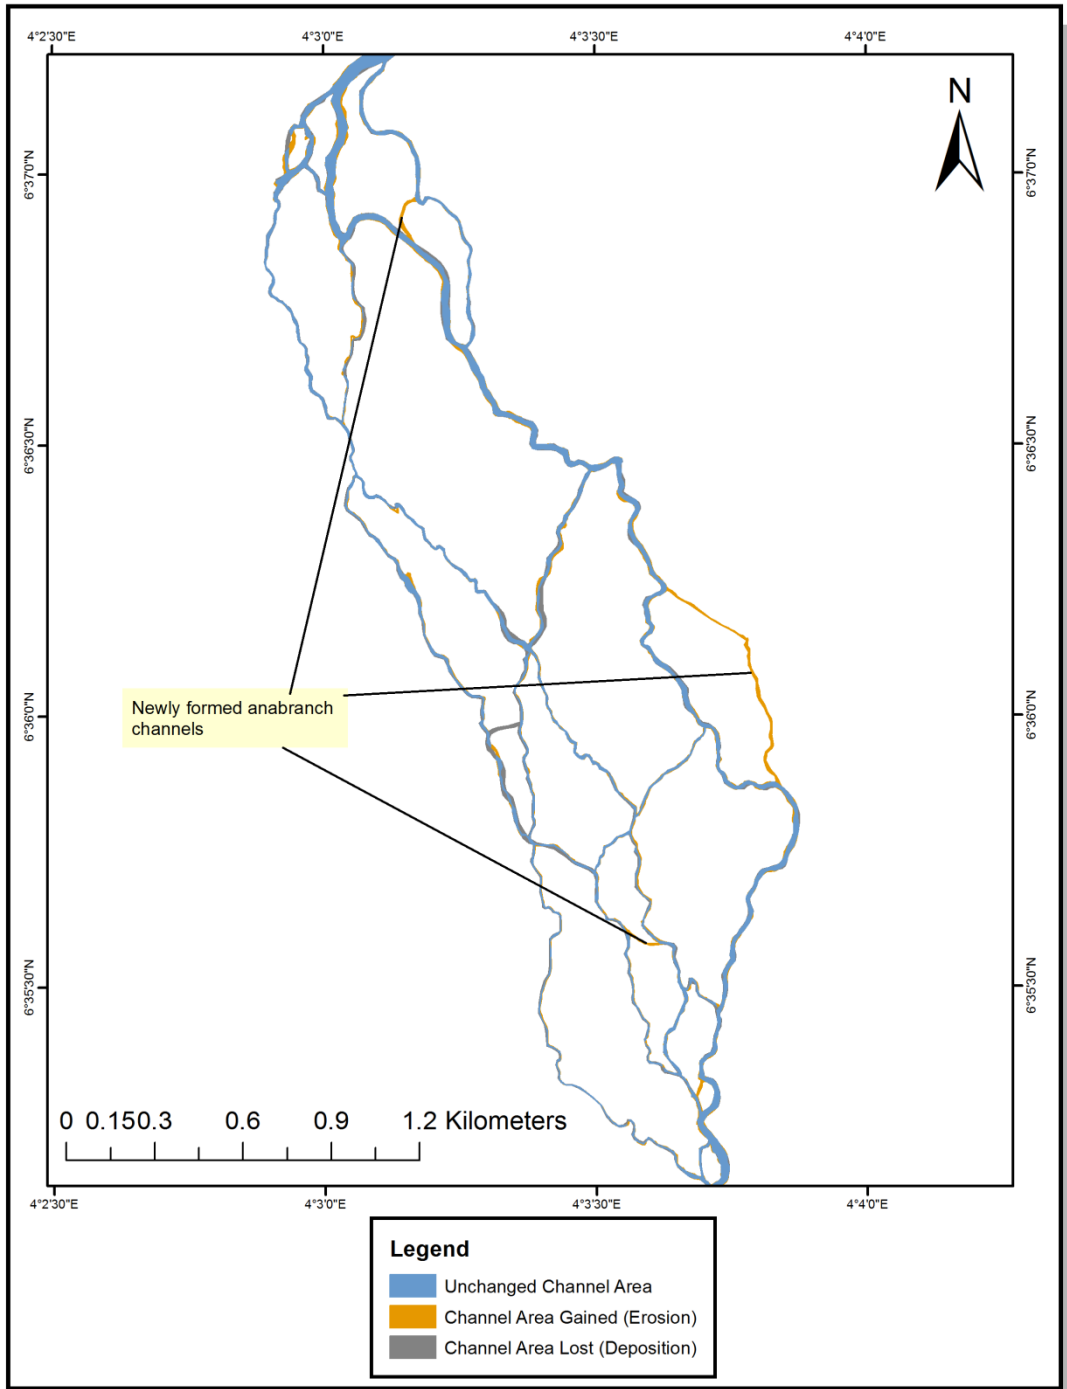 4°2'30"E
4°3'0"E
4°3'30"E
4°4'0"E
N
6°37'0"N
6°37'0"N
6°36'30"N
6°36'30"N
Newly formed anabranch
channels
6°36'0"N
6°36'0"N
6°35'30"N
6°35'30"N
0 0.150.3 0.6 0.9 1.2 Kilometers
4°2'30"E
4°3'0"E
4°3'30"E
4°4'0"E
Legend
Unchanged Channel Area
Channel Area Gained (Erosion)
Channel Area Lost (Deposition)